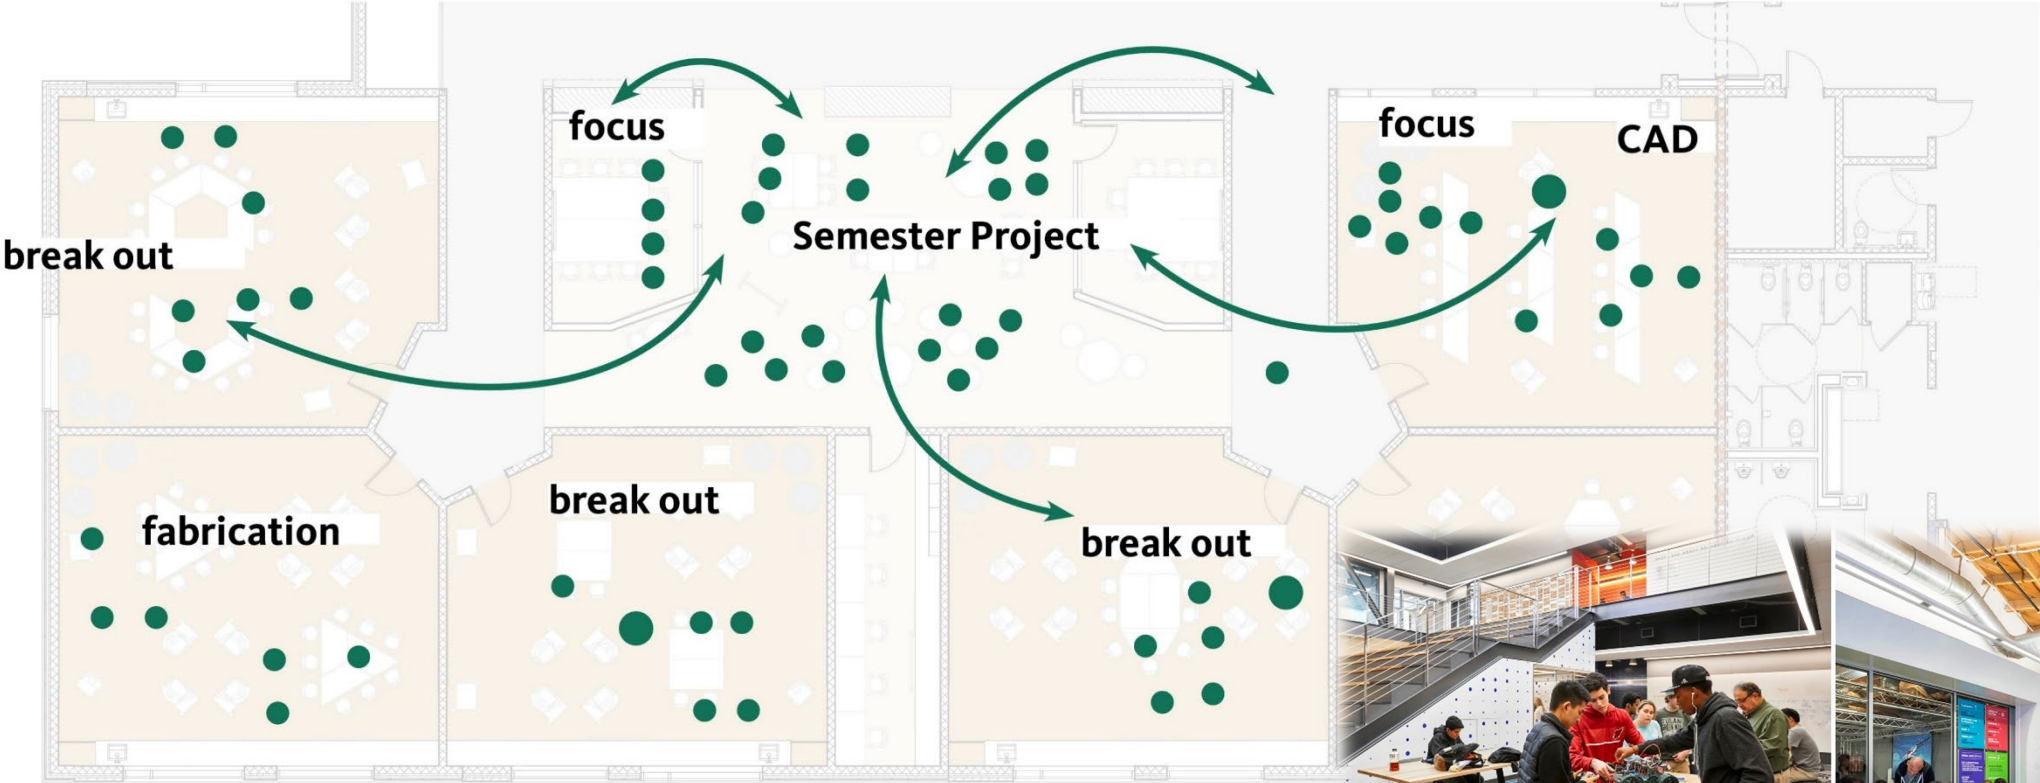 focus
focus
CAD
Semester Project
break out
break out
fabrication
break out